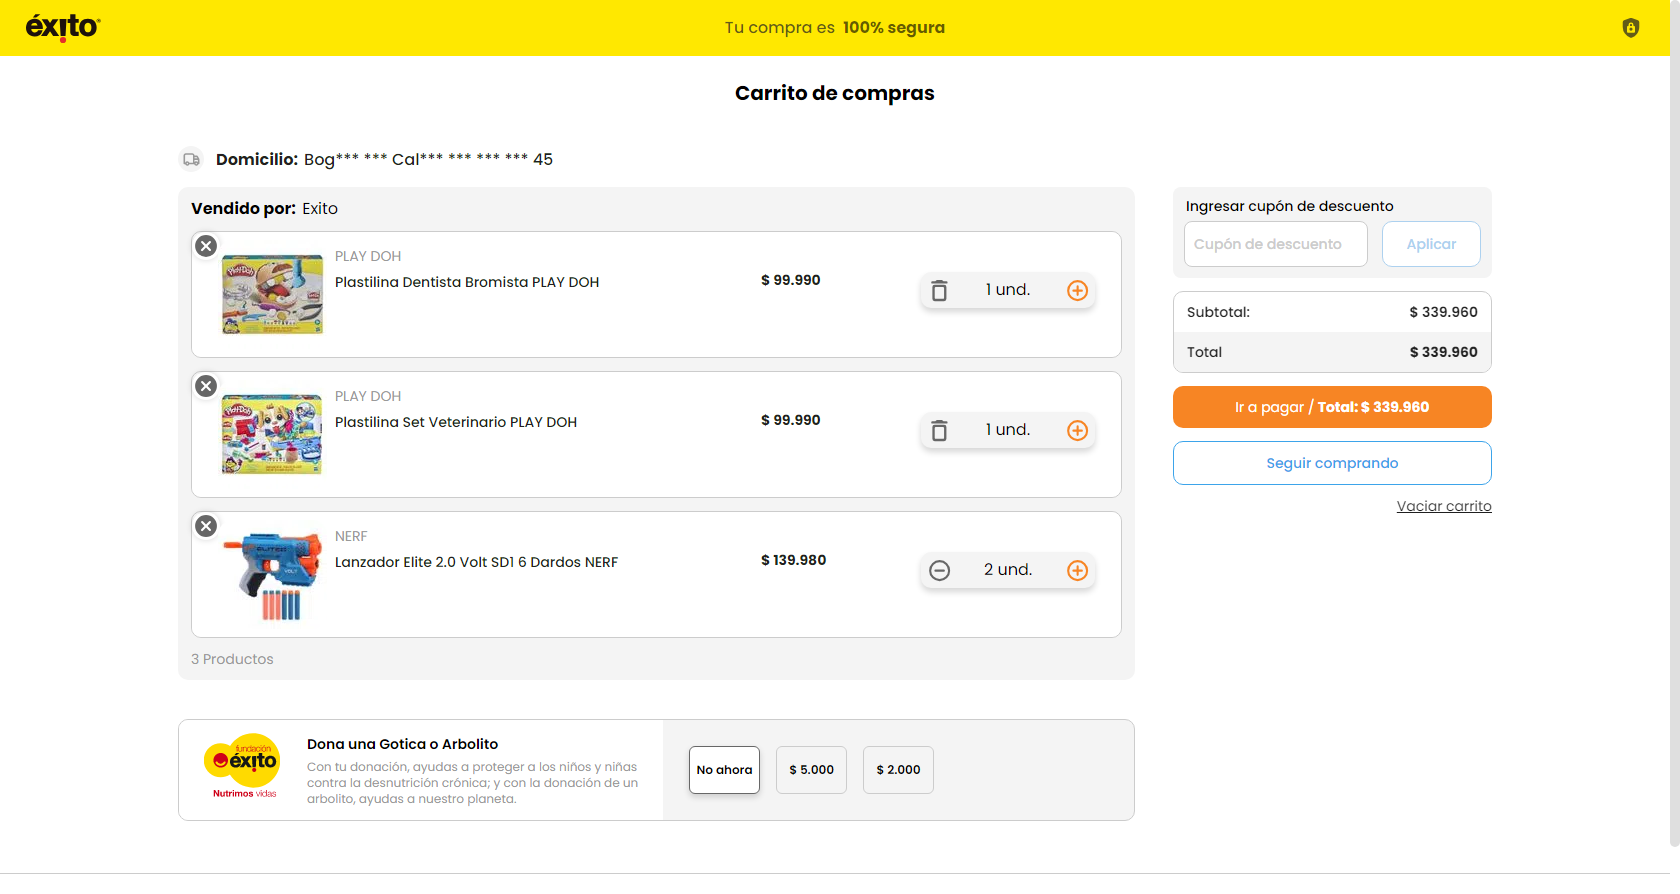 éxito
Tu compra es 100% segura
Carrito de compras
Domicilio: Bog*** *** Cal*** *** *** *** 45
Vendido por: Exito
PLAY DOH
Plastilina Dentista Bromista PLAY DOH
$ 99.990
1 und.
PLAY DOH
Plastilina Set Veterinario PLAY DOH
$ 99.990
1 und.
NERF
Lanzador Elite 2.0 Volt SD1 6 Dardos NERF
$ 139.980
2 und.
3 Productos
Ingresar cupón de descuento
Cupón de descuento
Aplicar
Subtotal: $ 339.960
Total $ 339.960
Ir a pagar / Total: $ 339.960
Seguir comprando
Vaciar carrito
fundación
éxito
Nutrimos vidas
Dona una Gotica o Arbolito
Con tu donación, ayudas a proteger a los niños y niñas
contra la desnutrición crónica; y con la donación de un
arbolito, ayudas a nuestro planeta.
No ahora
$ 5.000
$ 2.000